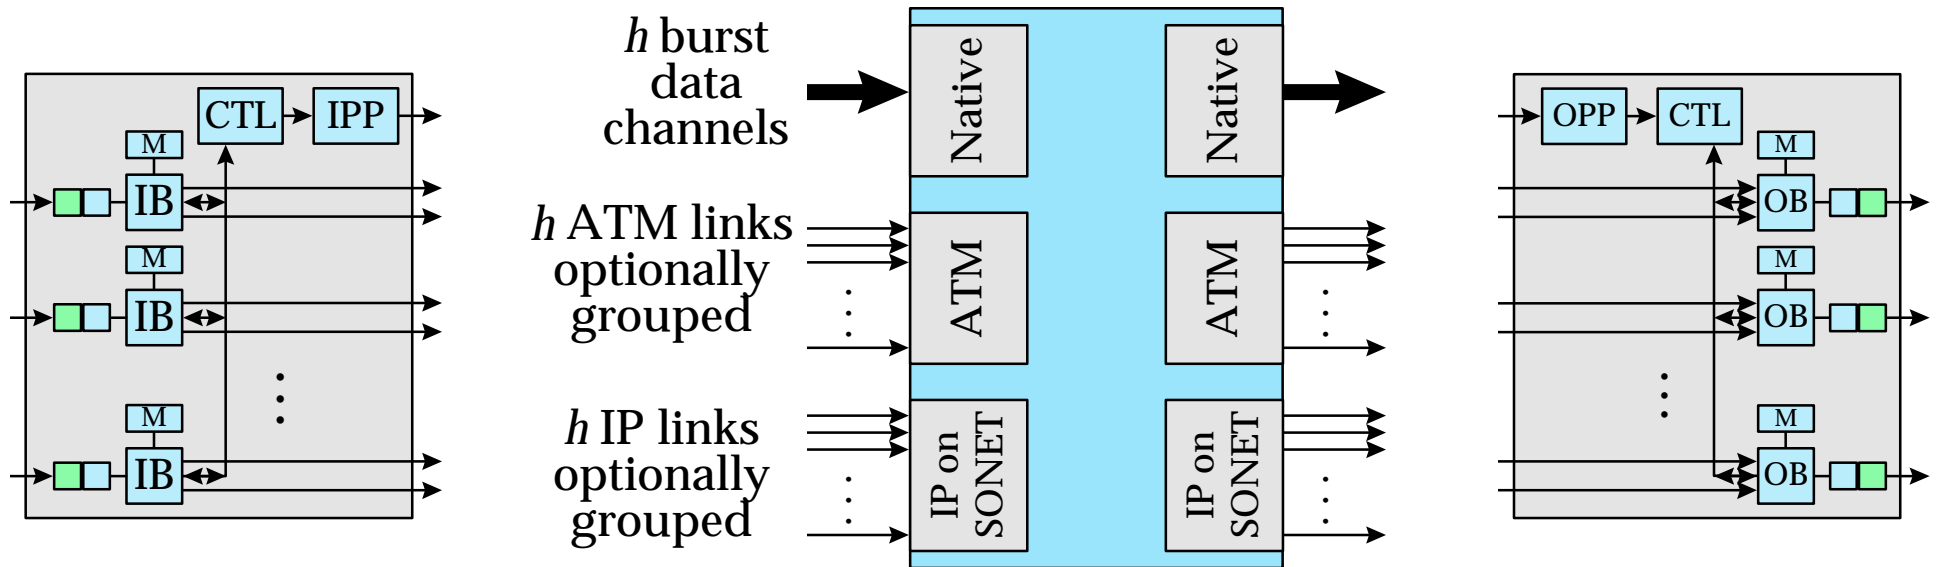 CTL
IPP
M
IB
M
IB
M
IB
h burst
data
channels
h ATM links
optionally
grouped
h IP links
optionally
grouped
Native
ATM
IP on
SONET
Native
ATM
IP on
SONET
OPP
CTL
M
OB
M
OB
M
OB